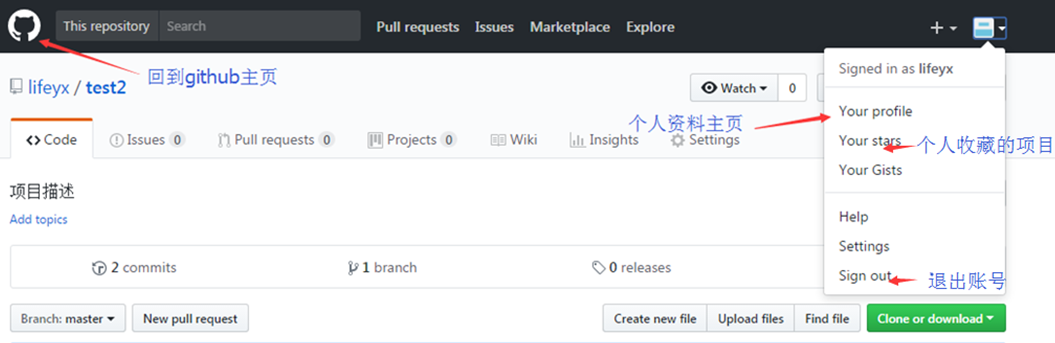 This repository Search Pull requests Issues Marketplace Explore
回到github主页
Signed in as lifeyx
lifeyx / test2
Watch 0
个人资料主页
Your profile
Code Issues 0 Pull requests 0 Projects 0 Wiki Insights Settings
Your stars
个人收藏的项目
Your Gists
项目描述
Add topics
Help
Settings
2 commits 1 branch 0 releases
Sign out
退出账号
Branch: master New pull request Create new file Upload files Find file Clone or download